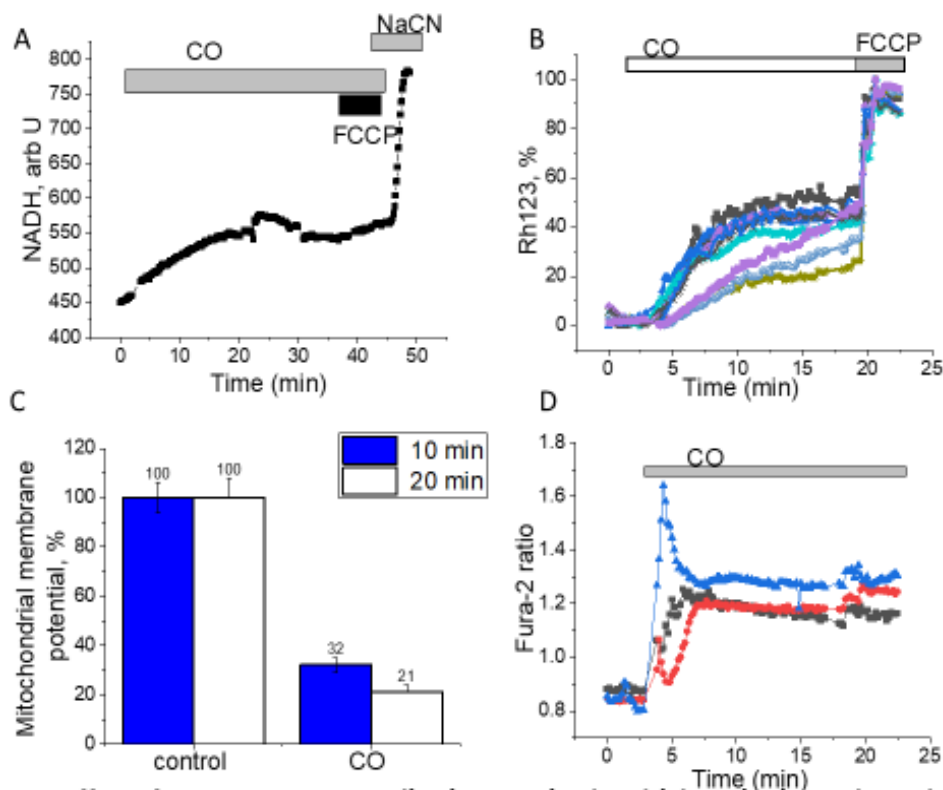 A
CO
NaCN
FCCP
NADH, arb U
800
750
700
650
600
550
500
450
400
0 10 20 30 40 50
Time (min)
B
CO
FCCP
Rh123, %
100
80
60
40
20
0
0 5 10 15 20 25
Time (min)
C
Mitochondrial membrane
potential, %
120
100
80
60
40
20
0
100 100
32
21
10 min
20 min
control CO
D
CO
Fura-2 ratio
1.8
1.6
1.4
1.2
1.0
0.8
0 5 10 15 20 25
Time (min)